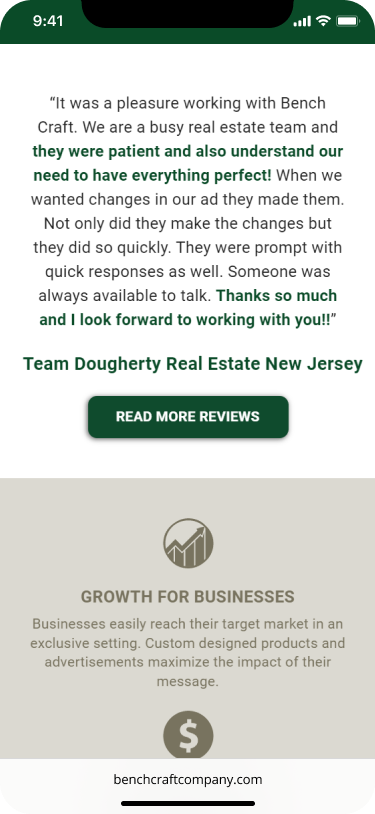 9:41
“It was a pleasure working with Bench
Craft. We are a busy real estate team and
they were patient and also understand our
need to have everything perfect! When we
wanted changes in our ad they made them.
Not only did they make the changes but
they did so quickly. They were prompt with
quick responses as well. Someone was
always available to talk. Thanks so much
and I look forward to working with you!!”
Team Dougherty Real Estate New Jersey
READ MORE REVIEWS
GROWTH FOR BUSINESSES
Businesses easily reach their target market in an
exclusive setting. Custom designed products and
advertisements maximize the impact of their
message.
$
benchcraftcompany.com